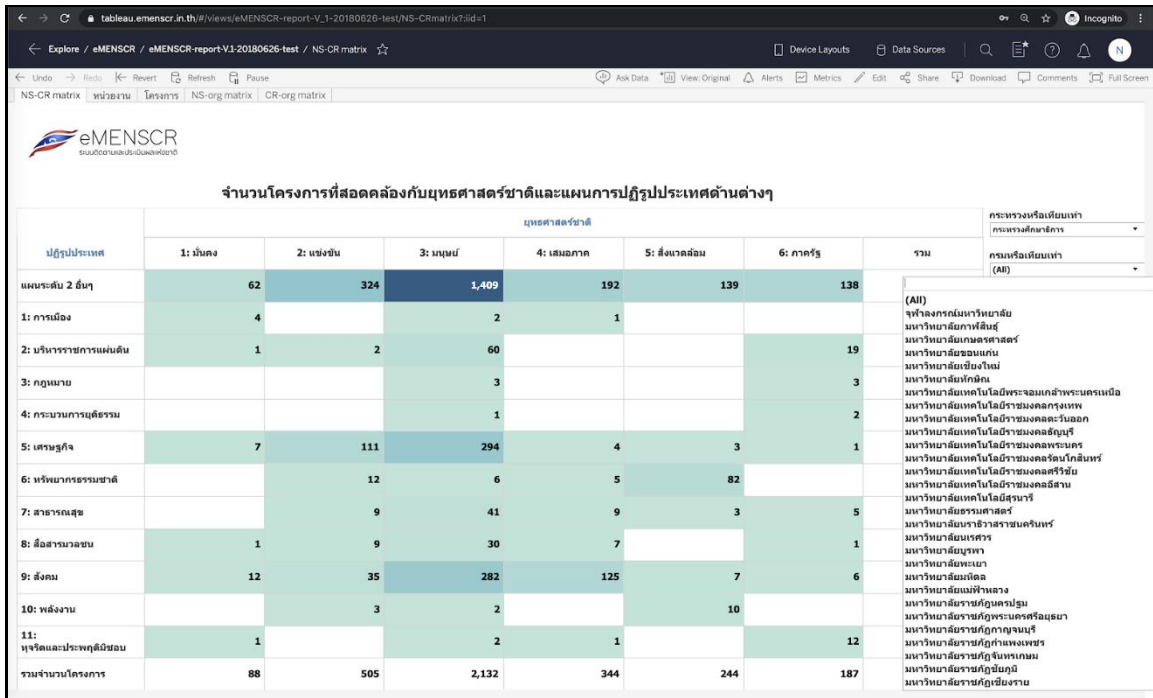 tableau.emenscr.in.th/#/views/eMENSCR-report-V_1-20180626-test/NS-CRmatrix?:iid=1 Incognito
Explore / eMENSCR / eMENSCR-report-V.1-20180626-test / NS-CR matrix Device Layouts Data Sources N
Undo Redo Revert Refresh Pause Ask Data View: Original Alerts Metrics Edit Share Download Comments Full Screen
NS-CR matrix หน่วยงาน โครงการ NS-org matrix CR-org matrix
eMENSCR
ระบบติดตามและประเมินผลแห่งชาติ
จำนวนโครงการที่สอดคล้องกับยุทธศาสตร์ชาติและแผนการปฏิรูปประเทศด้านต่างๆ
ยุทธศาสตร์ชาติ
ปฏิรูปประเทศ 1: มั่นคง 2: แข่งขัน 3: มนุษย์ 4: เสมอภาค 5: สิ่งแวดล้อม 6: ภาครัฐ รวม
แผนระดับ 2 อื่นๆ 62 324 1,409 192 139 138
1: การเมือง 4 2 1
2: บริหารราชการแผ่นดิน 1 2 60 19
3: กฎหมาย 3 3
4: กระบวนการยุติธรรม 1 2
5: เศรษฐกิจ 7 111 294 4 3 1
6: ทรัพยากรธรรมชาติ 12 6 5 82
7: สาธารณสุข 9 41 9 3 5
8: สื่อสารมวลชน 1 9 30 7 1
9: สังคม 12 35 282 125 7 6
10: พลังงาน 3 2 10
11:
ทุจริตและประพฤติมิชอบ 1 2 1 12
รวมจำนวนโครงการ 88 505 2,132 344 244 187
กระทรวงหรือเทียบเท่า
กระทรวงศึกษาธิการ
กรมหรือเทียบเท่า
(All)
(All)
จุฬาลงกรณ์มหาวิทยาลัย
มหาวิทยาลัยกาฬสินธุ์
มหาวิทยาลัยเกษตรศาสตร์
มหาวิทยาลัยขอนแก่น
มหาวิทยาลัยเชียงใหม่
มหาวิทยาลัยทักษิณ
มหาวิทยาลัยเทคโนโลยีพระจอมเกล้าพระนครเหนือ
มหาวิทยาลัยเทคโนโลยีราชมงคลกรุงเทพ
มหาวิทยาลัยเทคโนโลยีราชมงคลตะวันออก
มหาวิทยาลัยเทคโนโลยีราชมงคลธัญบุรี
มหาวิทยาลัยเทคโนโลยีราชมงคลพระนคร
มหาวิทยาลัยเทคโนโลยีราชมงคลรัตนโกสินทร์
มหาวิทยาลัยเทคโนโลยีราชมงคลศรีวิชัย
มหาวิทยาลัยเทคโนโลยีราชมงคลอีสาน
มหาวิทยาลัยเทคโนโลยีสุรนารี
มหาวิทยาลัยธรรมศาสตร์
มหาวิทยาลัยนราธิวาสราชนครินทร์
มหาวิทยาลัยนเรศวร
มหาวิทยาลัยบูรพา
มหาวิทยาลัยพะเยา
มหาวิทยาลัยมหิดล
มหาวิทยาลัยแม่ฟ้าหลวง
มหาวิทยาลัยราชภัฏนครปฐม
มหาวิทยาลัยราชภัฏพระนครศรีอยุธยา
มหาวิทยาลัยราชภัฏกาญจนบุรี
มหาวิทยาลัยราชภัฏกำแพงเพชร
มหาวิทยาลัยราชภัฏจันทรเกษม
มหาวิทยาลัยราชภัฏชัยภูมิ
มหาวิทยาลัยราชภัฏเชียงราย